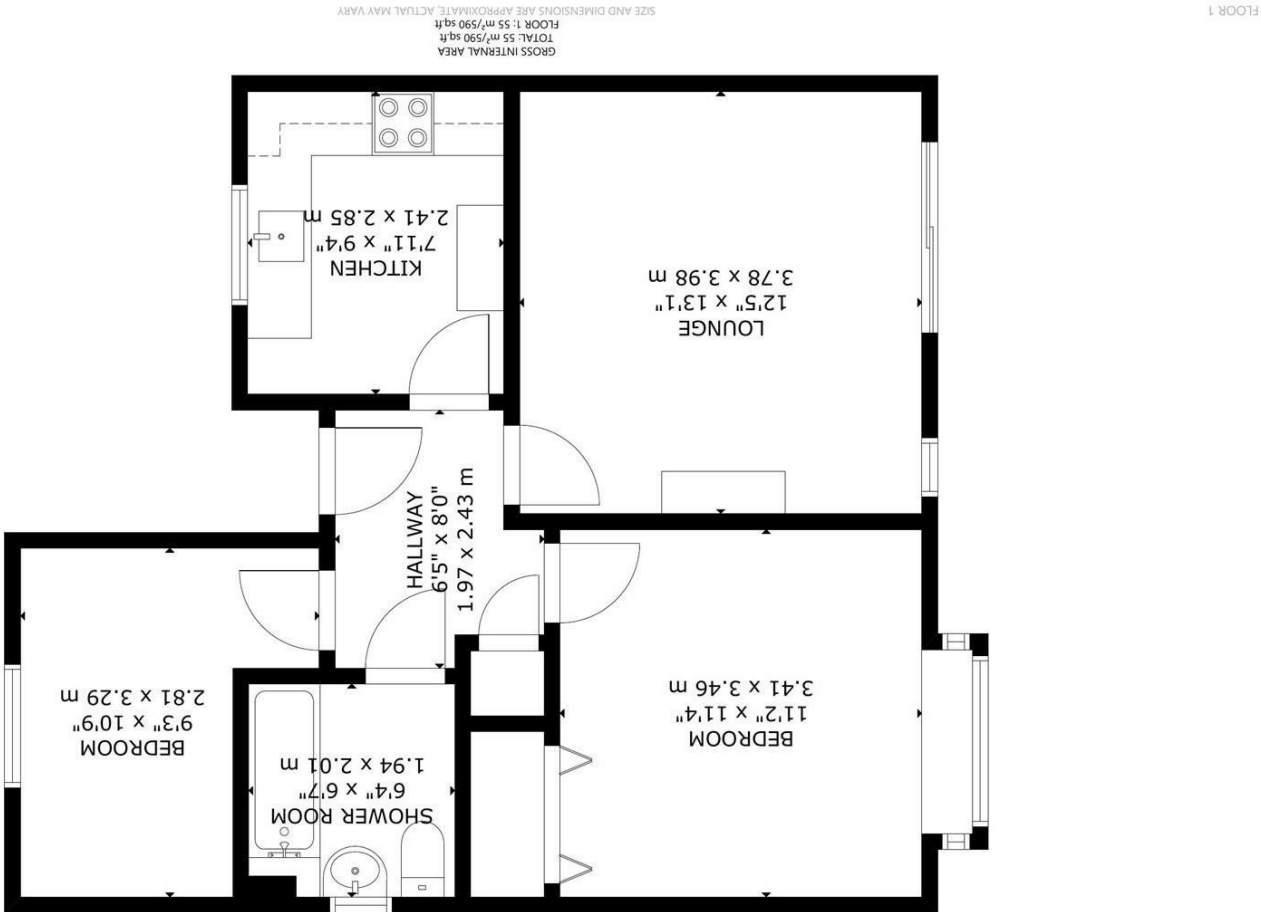 FLOOR 1
GROSS INTERNAL AREA
TOTAL: 55 m²/590 sq.ft
FLOOR 1: 55 m²/590 sq.ft
SIZE AND DIMENSIONS ARE APPROXIMATE, ACTUAL MAY VARY
KITCHEN
7'11" x 9'4"
2.41 x 2.85 m
LOUNGE
12'5" x 13'1"
3.78 x 3.98 m
HALLWAY
6'5" x 8'0"
1.97 x 2.43 m
BEDROOM
9'3" x 10'9"
2.81 x 3.29 m
SHOWER ROOM
6'4" x 6'7"
1.94 x 2.01 m
BEDROOM
11'2" x 11'4"
3.41 x 3.46 m